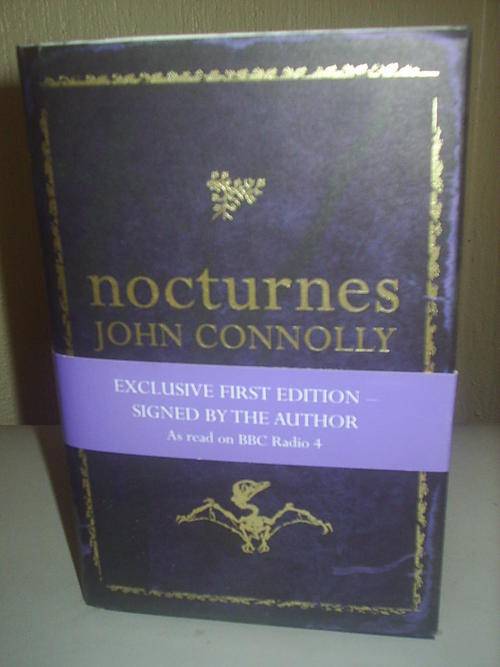 nocturnes
JOHN CONNOLLY
EXCLUSIVE FIRST EDITION –
SIGNED BY THE AUTHOR
As read on BBC Radio 4